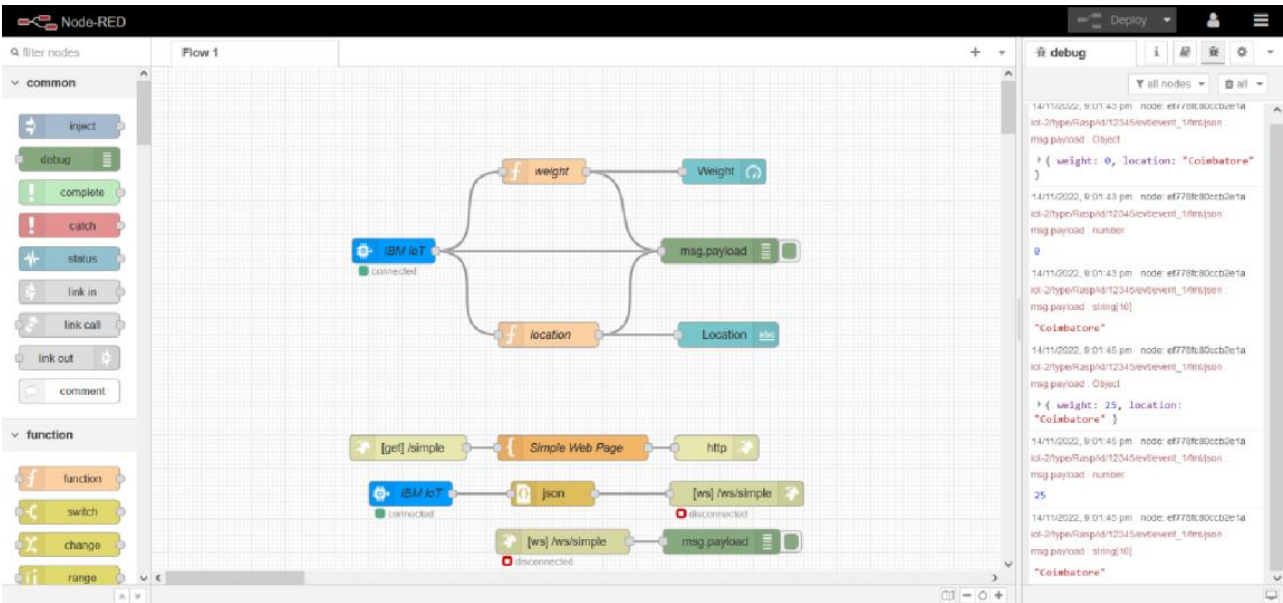 Node-RED
Deploy
filter nodes
Flow 1
debug
i
all nodes
all
common
inject
debug
complete
catch
status
link in
link call
link out
comment
function
function
switch
change
range
weight
Weight
IBM IoT
connected
msg.payload
location
Location
abc
[get] /simple
Simple Web Page
http
IBM IoT
connected
json
[ws] /ws/simple
disconnected
[ws] /ws/simple
disconnected
msg.payload
14/11/2022, 9:01:43 pm node: ef778fc80ccb2e1a
iot-2/type/Rasp/id/12345/evt/event_1/fmt/json :
msg.payload : Object
{ weight: 0, location: "Coimbatore"
}
14/11/2022, 9:01:43 pm node: ef778fc80ccb2e1a
iot-2/type/Rasp/id/12345/evt/event_1/fmt/json :
msg.payload : number
0
14/11/2022, 9:01:43 pm node: ef778fc80ccb2e1a
iot-2/type/Rasp/id/12345/evt/event_1/fmt/json :
msg.payload : string[10]
"Coimbatore"
14/11/2022, 9:01:45 pm node: ef778fc80ccb2e1a
iot-2/type/Rasp/id/12345/evt/event_1/fmt/json :
msg.payload : Object
{ weight: 25, location:
"Coimbatore" }
14/11/2022, 9:01:45 pm node: ef778fc80ccb2e1a
iot-2/type/Rasp/id/12345/evt/event_1/fmt/json :
msg.payload : number
25
14/11/2022, 9:01:45 pm node: ef778fc80ccb2e1a
iot-2/type/Rasp/id/12345/evt/event_1/fmt/json :
msg.payload : string[10]
"Coimbatore"